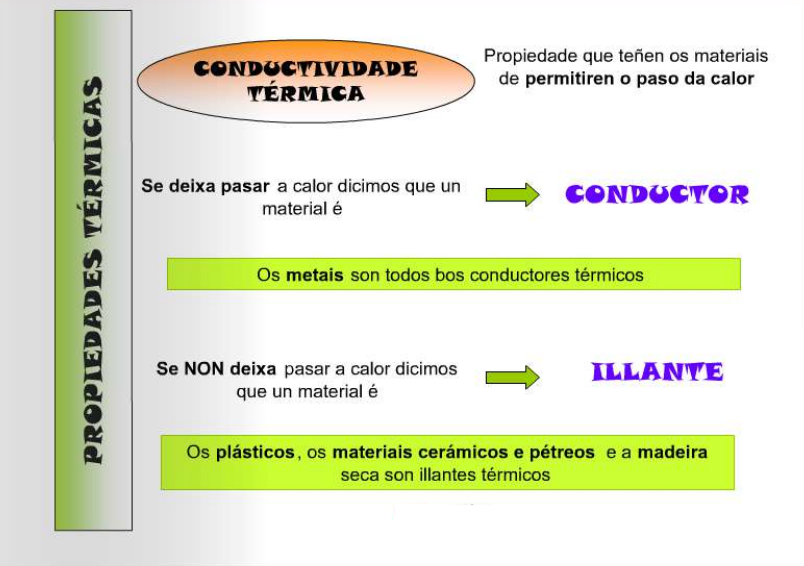 PROPIEDADES TÉRMICAS
CONDUCTIVIDADE
TÉRMICA
Propiedade que teñen os materiais
de permitiren o paso da calor
Se deixa pasar a calor dicimos que un
material é
CONDUCTOR
Os metais son todos bos conductores térmicos
Se NON deixa pasar a calor dicimos
que un material é
ILLANTE
Os plásticos, os materiais cerámicos e pétreos e a madeira
seca son illantes térmicos